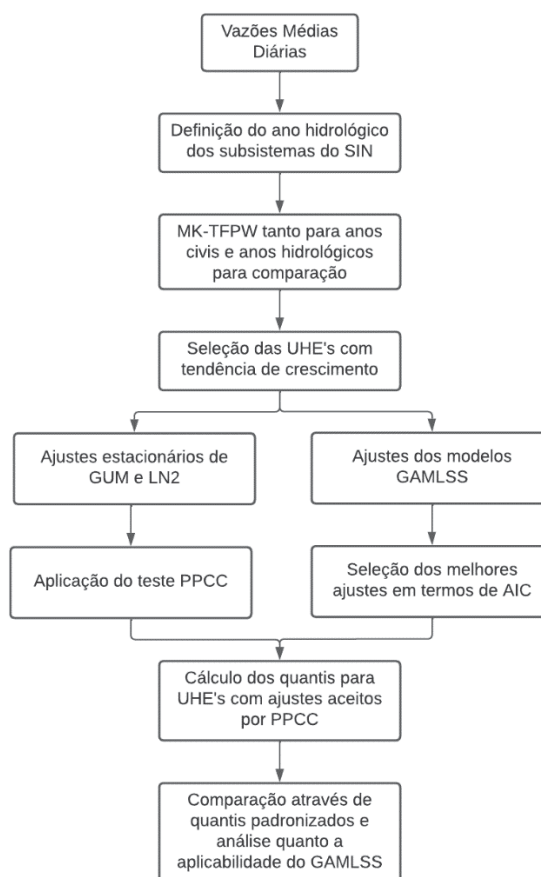 Vazões Médias
Diárias
Definição do ano hidrológico
dos subsistemas do SIN
MK-TFPW tanto para anos
civis e anos hidrológicos
para comparação
Seleção das UHE's com
tendência de crescimento
Ajustes estacionários de
GUM e LN2
Ajustes dos modelos
GAMLSS
Aplicação do teste PPCC
Seleção dos melhores
ajustes em termos de AIC
Cálculo dos quantis para
UHE's com ajustes aceitos
por PPCC
Comparação através de
quantis padronizados e
análise quanto a
aplicabilidade do GAMLSS